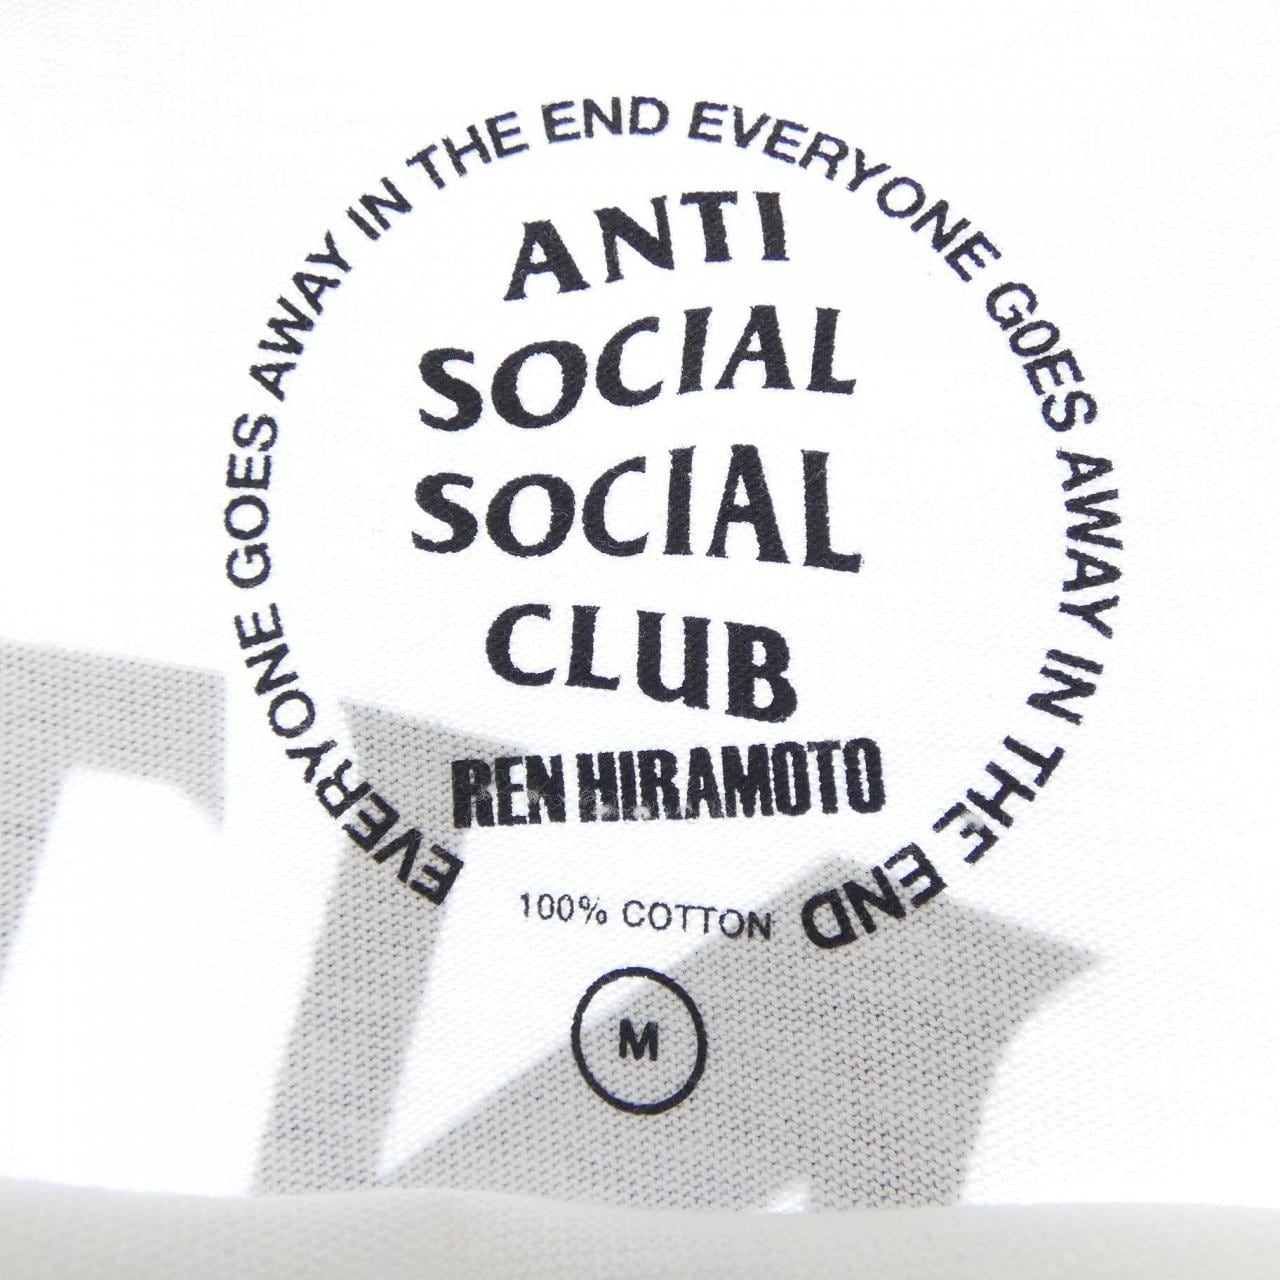 EVERYONE GOES AWAY IN THE END EVERYONE GOES AWAY IN THE END
ANTI
SOCIAL
SOCIAL
CLUB
REN HIRAMOTO
100% COTTON
M